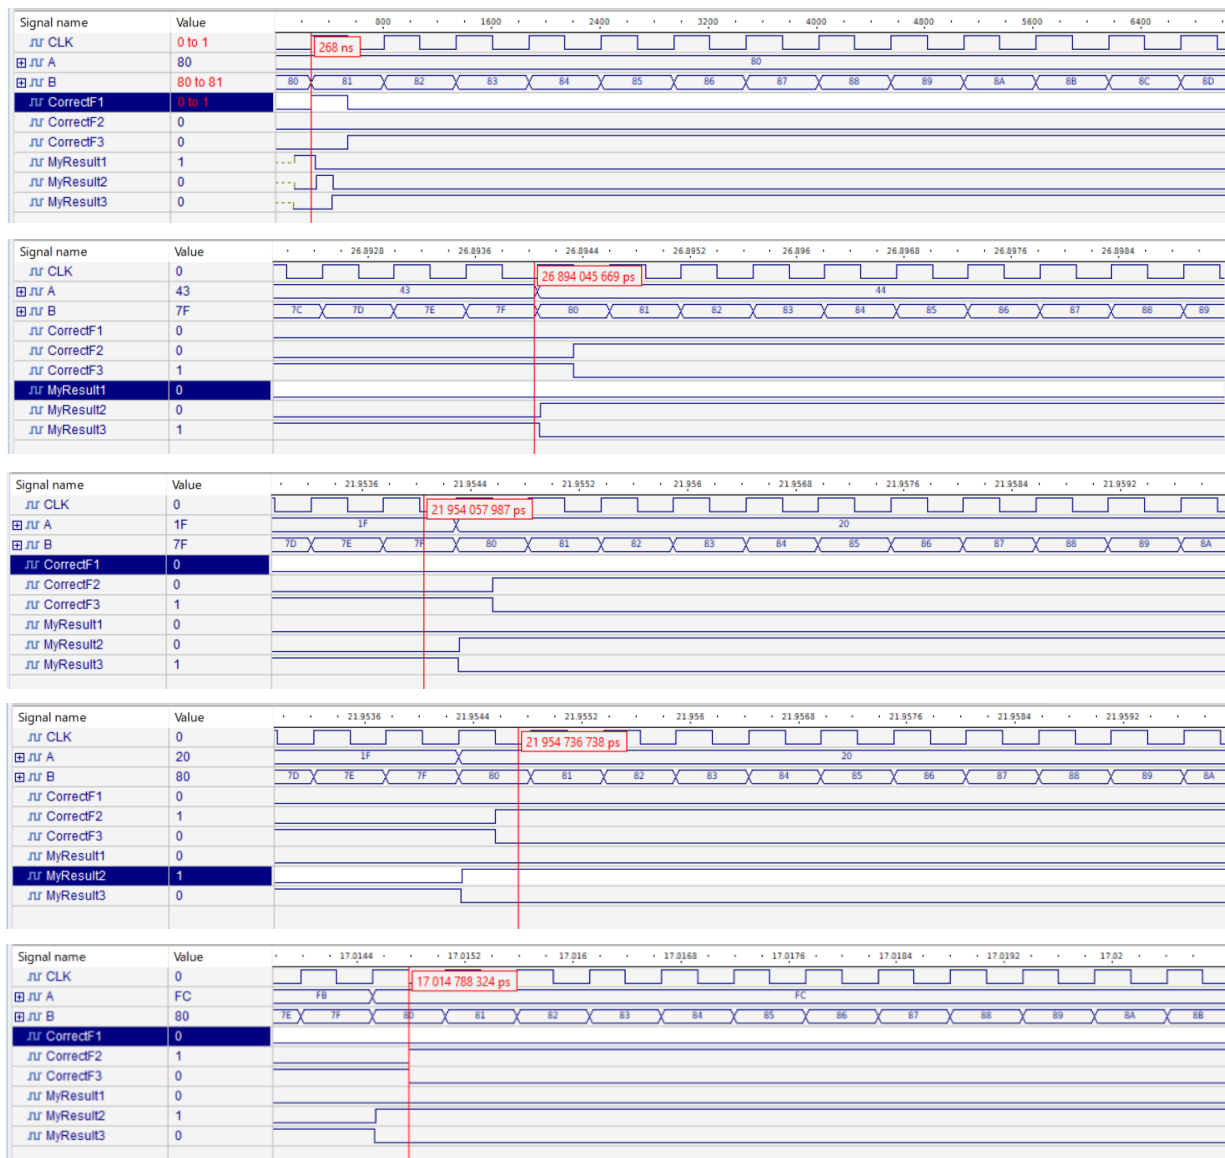 Signal name Value 800 1600 2400 3200 4000 4800 5600 6400
CLK 0 to 1 268 ns
A 80 80
B 80 to 81 80 81 82 83 84 85 86 87 88 89 8A 8B 8C 8D
CorrectF1 0 to 1
CorrectF2 0
CorrectF3 0
MyResult1 1
MyResult2 0
MyResult3 0
Signal name Value 26.8928 26.8936 26.8944 26.8952 26.896 26.8968 26.8976 26.8984
CLK 0 26 894 045 669 ps
A 43 43 44
B 7F 7C 7D 7E 7F 80 81 82 83 84 85 86 87 88 89
CorrectF1 0
CorrectF2 0
CorrectF3 1
MyResult1 0
MyResult2 0
MyResult3 1
Signal name Value 21.9536 21.9544 21.9552 21.956 21.9568 21.9576 21.9584 21.9592
CLK 0 21 954 057 987 ps
A 1F 1F 20
B 7F 7D 7E 7F 80 81 82 83 84 85 86 87 88 89 8A
CorrectF1 0
CorrectF2 0
CorrectF3 1
MyResult1 0
MyResult2 0
MyResult3 1
Signal name Value 21.9536 21.9544 21.9552 21.956 21.9568 21.9576 21.9584 21.9592
CLK 0 21 954 736 738 ps
A 20 1F 20
B 80 7D 7E 7F 80 81 82 83 84 85 86 87 88 89 8A
CorrectF1 0
CorrectF2 1
CorrectF3 0
MyResult1 0
MyResult2 1
MyResult3 0
Signal name Value 17.0144 17.0152 17.016 17.0168 17.0176 17.0184 17.0192 17.02
CLK 0 17 014 788 324 ps
A FC FB FC
B 80 7E 7F 80 81 82 83 84 85 86 87 88 89 8A 8B
CorrectF1 0
CorrectF2 1
CorrectF3 0
MyResult1 0
MyResult2 1
MyResult3 0